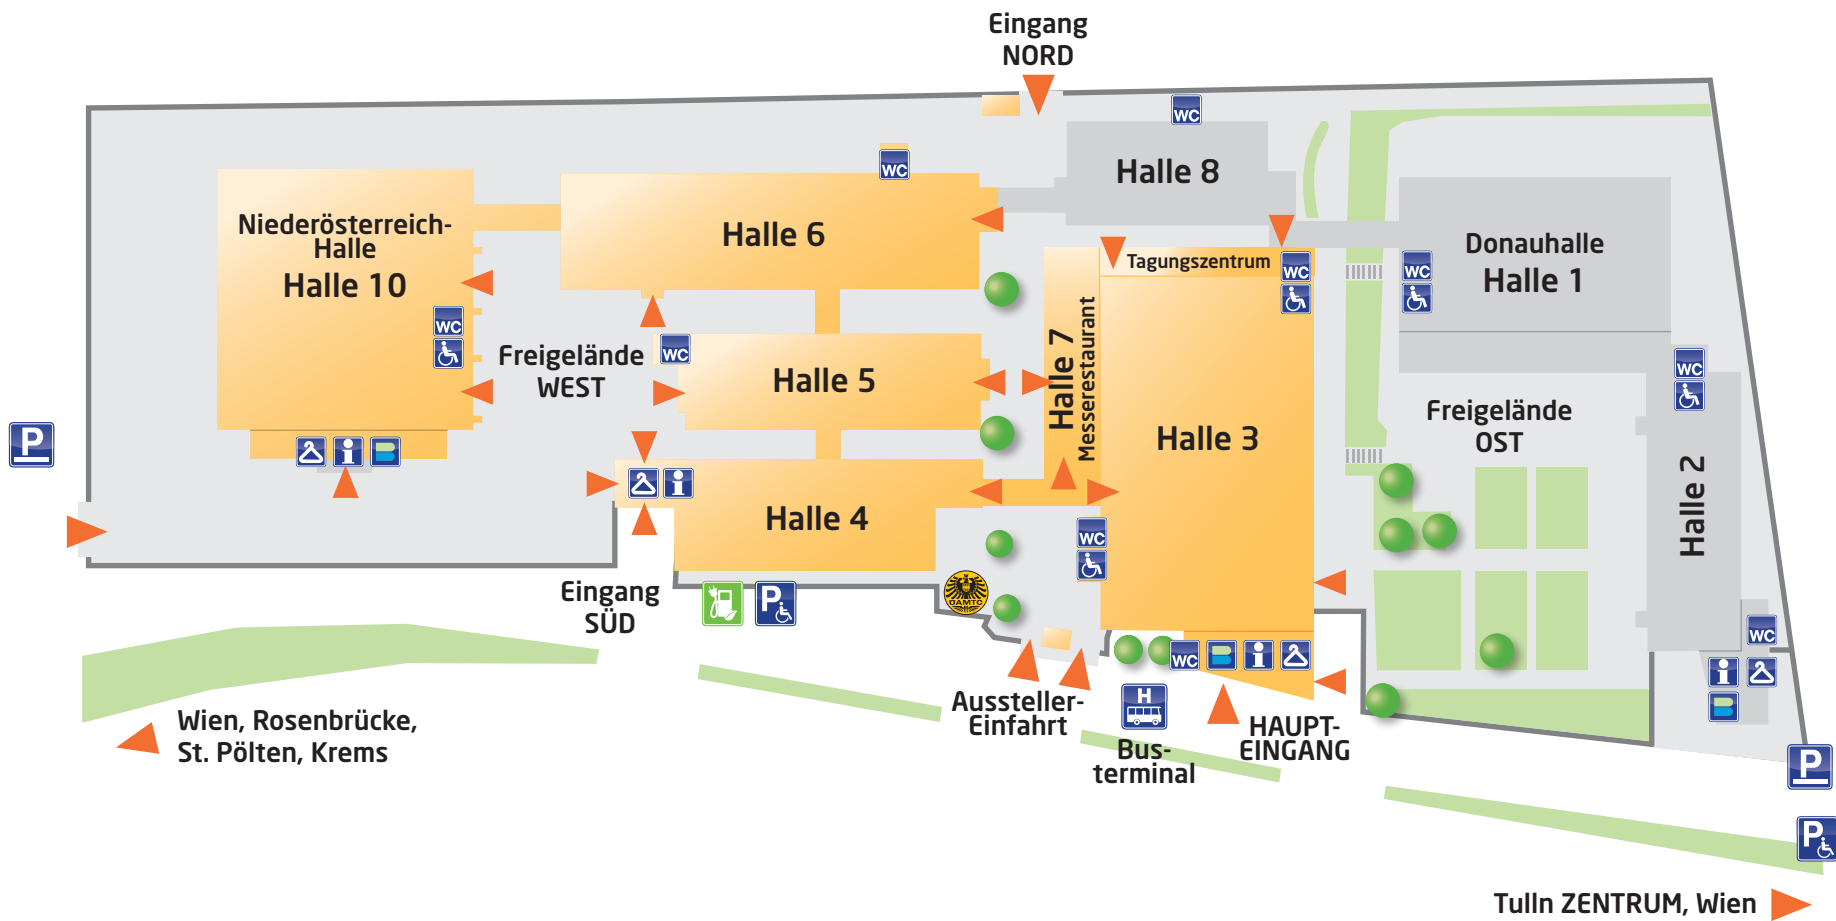 Eingang
NORD
WC
Halle 8
WC
Niederösterreich-
Halle
Halle 10
Halle 6
Donauhalle
Halle 1
Tagungszentrum
WC
WC
WC
Freigelände
WEST
WC
Halle 5
Halle 7
Messerestaurant
Halle 3
WC
Freigelände
OST
P
i
i
Halle 4
WC
Halle 2
Eingang
SÜD
P
ÖAMTC
WC
WC
i
i
Aussteller-
Einfahrt
H
Bus-
terminal
HAUPT-
EINGANG
Wien, Rosenbrücke,
St. Pölten, Krems
P
P
Tulln ZENTRUM, Wien